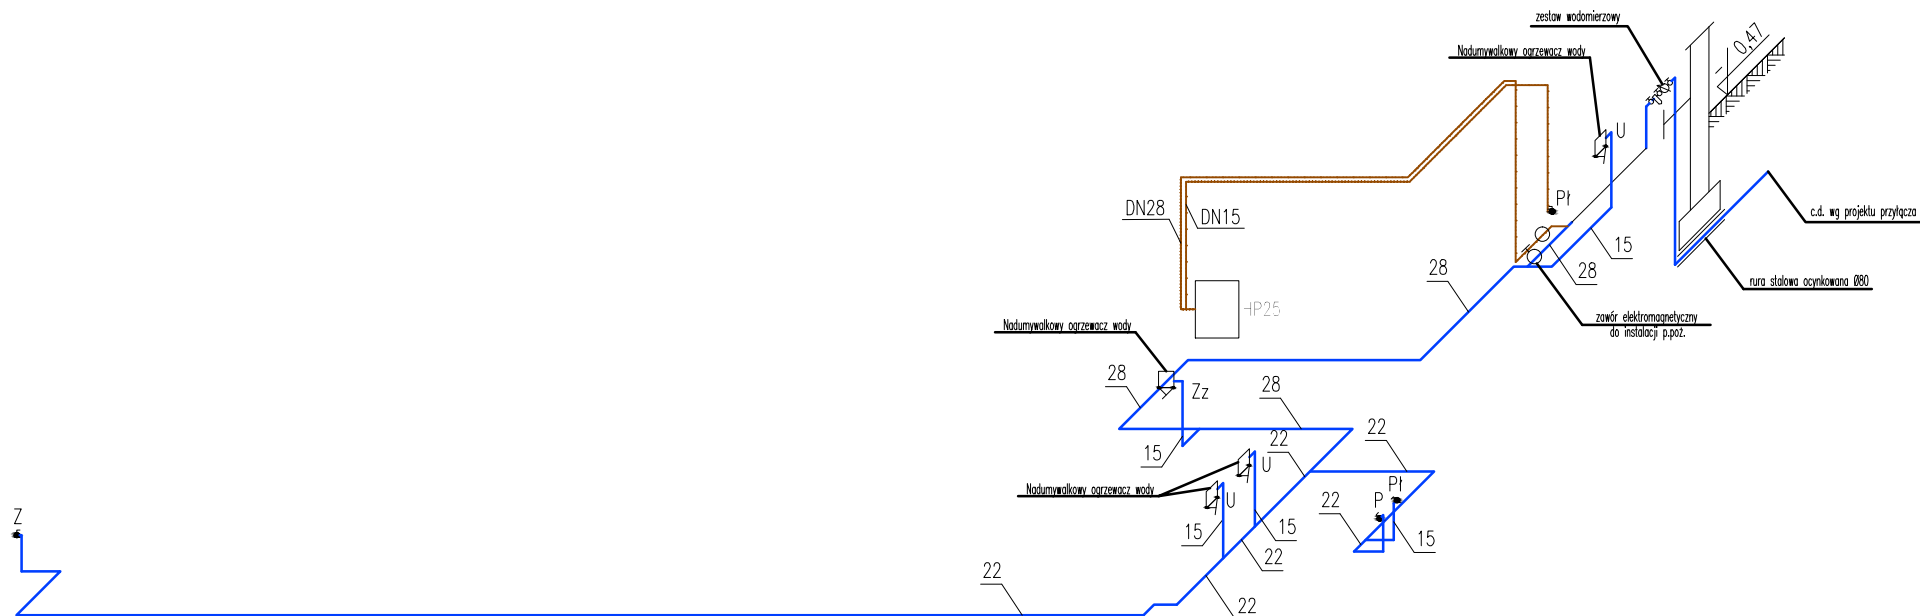 zestaw wodomierzowy
0,47
Nadumywalkowy ogrzewacz wody
U
Pł
DN28
DN15
c.d. wg projektu przyłącza
15
28
28
rura stalowa ocynkowana Ø80
HP25
zawór elektromagnetyczny
do instalacji p.poż.
Nadumywalkowy ogrzewacz wody
28
Zz
28
22
22
15
U
Nadumywalkowy ogrzewacz wody
U
Pł
P
22
Z
15
15
15
22
22
22